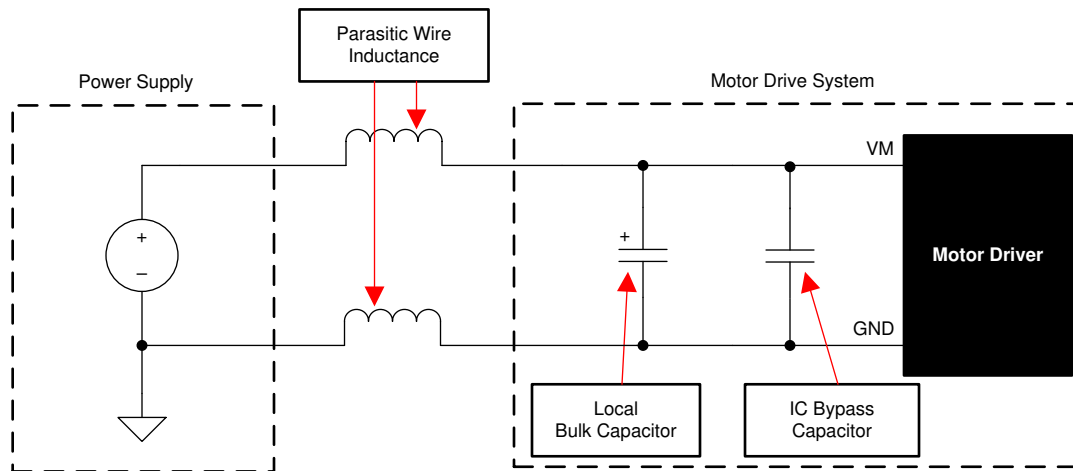 Parasitic Wire
Inductance
Power Supply
Motor Drive System
VM
+
–
+
Motor Driver
GND
Local
Bulk Capacitor
IC Bypass
Capacitor